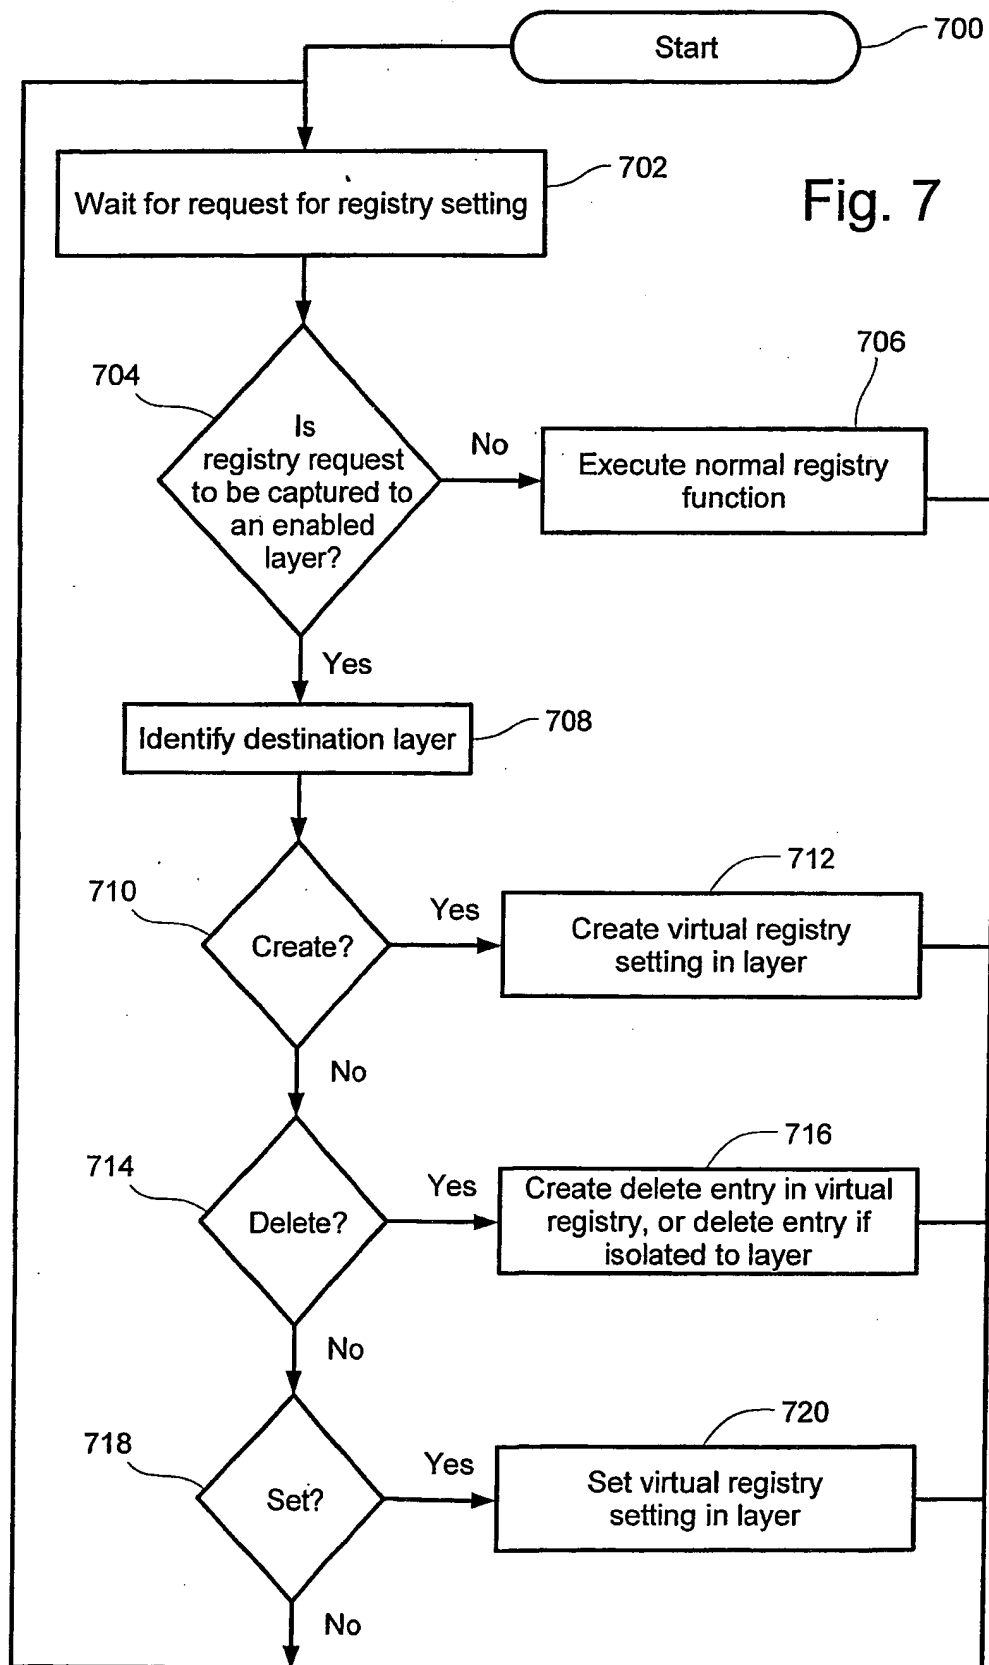 Start
700
Wait for request for registry setting
702
Fig. 7
704
Is
registry request
to be captured to
an enabled
layer?
No
706
Execute normal registry
function
Yes
Identify destination layer
708
710
Create?
Yes
712
Create virtual registry
setting in layer
No
714
Delete?
Yes
716
Create delete entry in virtual
registry, or delete entry if
isolated to layer
No
718
Set?
Yes
720
Set virtual registry
setting in layer
No